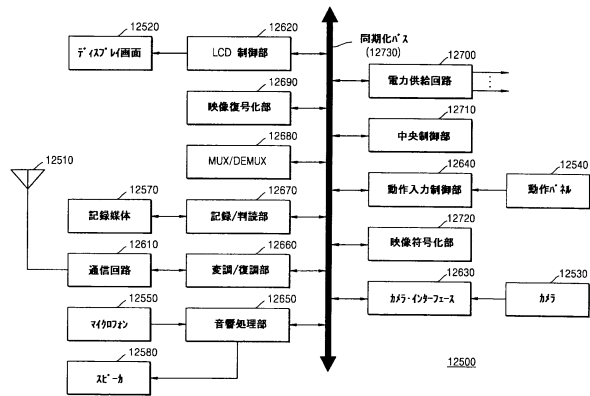 12520
ディスプレイ画面
12620
LCD 制御部
同期化バス
(12730)
12700
電力供給回路
12690
映像復号化部
12710
中央制御部
12510
12680
MUX/DEMUX
12640
動作入力制御部
12540
動作パネル
12570
記録媒体
12670
記録/判読部
12720
映像符号化部
12610
通信回路
12660
変調/復調部
12630
カメラ・インターフェース
12530
カメラ
12550
マイクロフォン
12650
音響処理部
12580
スピーカ
12500